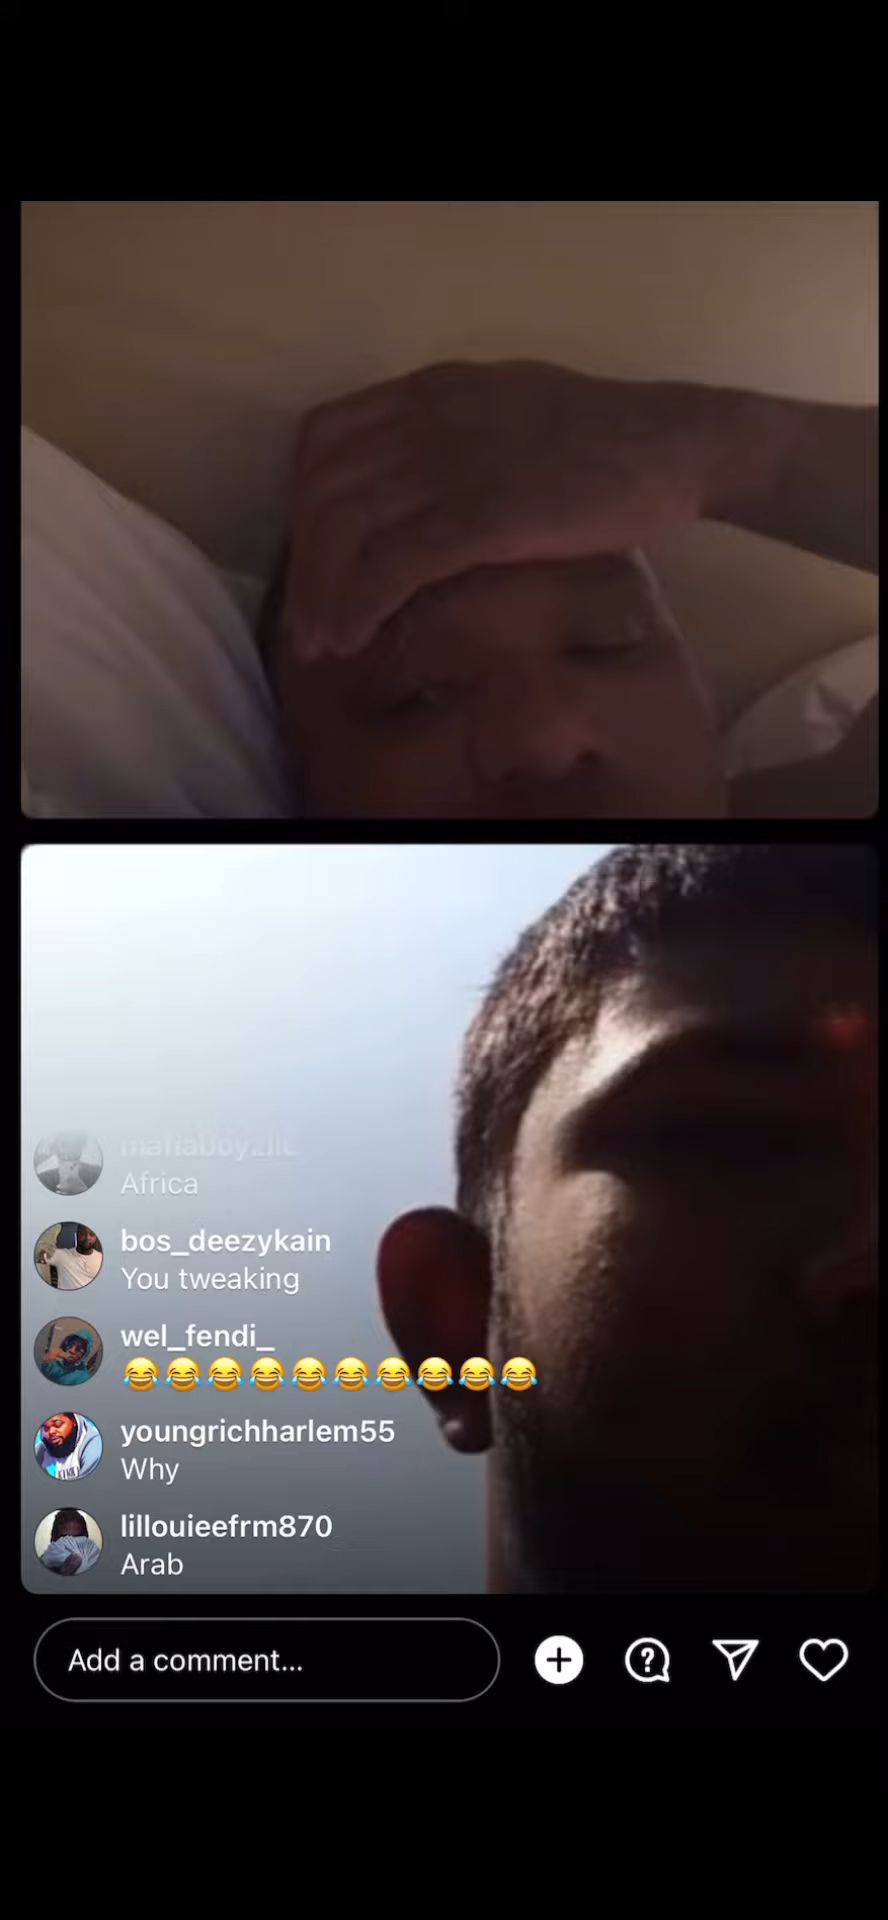 Africa
bos_deezykain
You tweaking
wel_fendi_
😂😂😂😂😂😂😂😂😂😂
youngrichharlem55
Why
lillouieefrm870
Arab
Add a comment...